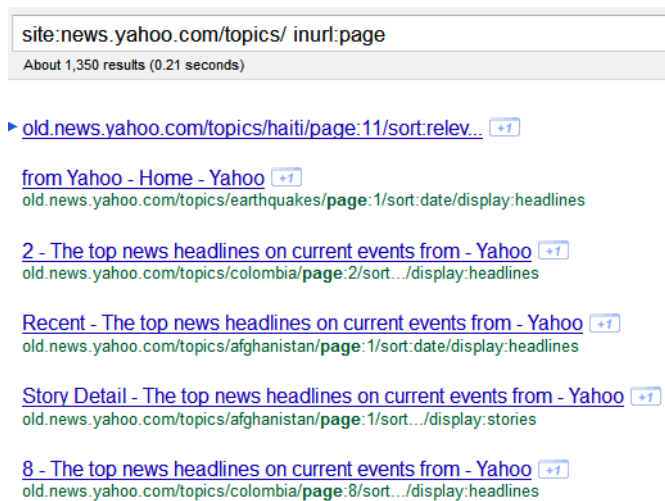 site:news.yahoo.com/topics/ inurl:page
About 1,350 results (0.21 seconds)
old.news.yahoo.com/topics/haiti/page:11/sort:relev... +1
from Yahoo - Home - Yahoo +1
old.news.yahoo.com/topics/earthquakes/page:1/sort:date/display:headlines
2 - The top news headlines on current events from - Yahoo +1
old.news.yahoo.com/topics/colombia/page:2/sort.../display:headlines
Recent - The top news headlines on current events from - Yahoo +1
old.news.yahoo.com/topics/afghanistan/page:1/sort:date/display:headlines
Story Detail - The top news headlines on current events from - Yahoo +1
old.news.yahoo.com/topics/afghanistan/page:1/sort.../display:stories
8 - The top news headlines on current events from - Yahoo +1
old.news.yahoo.com/topics/colombia/page:8/sort.../display:headlines